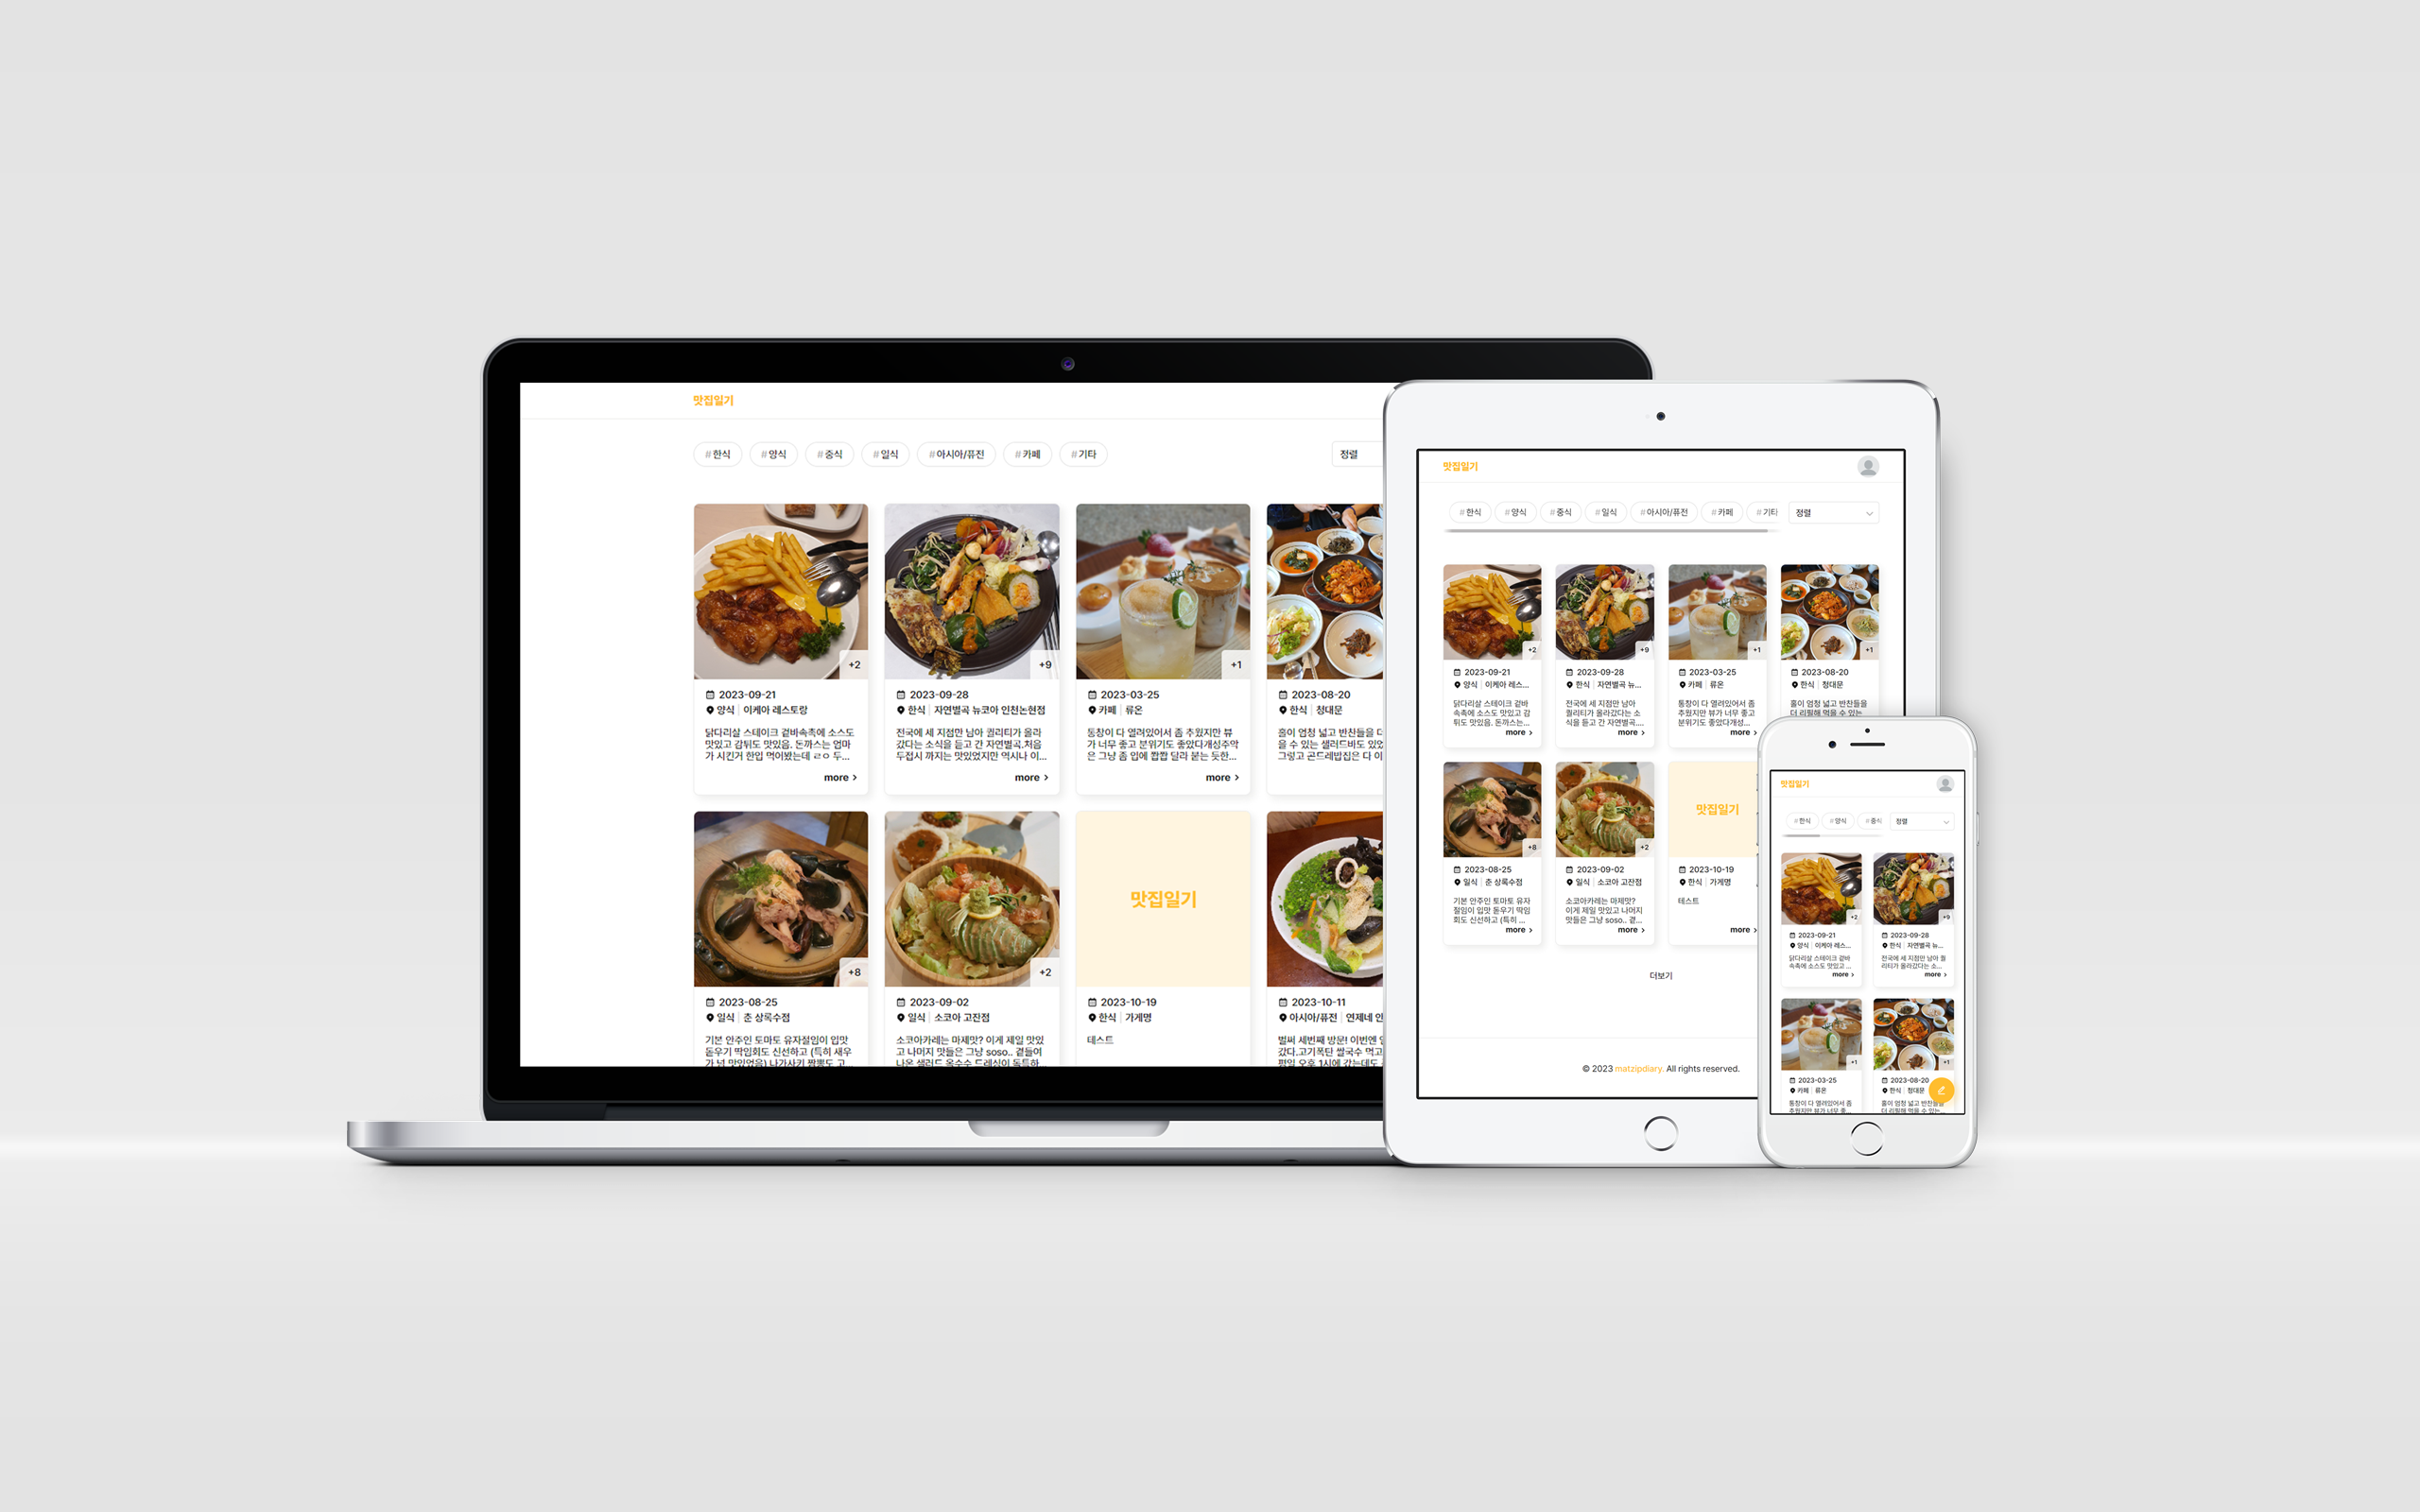 맛집일기
#한식 #양식 #중식 #일식 #아시아/퓨전 #카페 #기타
정렬
+2
2023-09-21
양식 | 이케아 레스토랑
닭다리살 스테이크 겉바속촉에 소스도
맛있고 감튀도 맛있음. 돈까스는 엄마
가 시킨거 한입 먹어봤는데 ㄹㅇ 두...
more >
+9
2023-09-28
한식 | 자연별곡 뉴코아 인천논현점
전국에 세 지점만 남아 퀄리티가 올라
갔다는 소식을 듣고 간 자연별곡.처음
두접시 까지는 맛있었지만 역시나 이...
more >
+1
2023-03-25
카페 | 류온
통창이 다 열려있어서 좀 추웠지만 뷰
가 너무 좋고 분위기도 좋았다개성주악
은 그냥 좀 입에 쩝쩝 달라 붙는 듯한...
more >
2023-08-20
한식 | 청대문
홀이 엄청 넓고 반찬들을 더
을 수 있는 샐러드바도 있었
그렇고 곤드레밥집은 다 이
+8
2023-08-25
일식 | 춘 상록수점
기본 안주인 토마토 유자절임이 입맛
돋우기 딱임회도 신선하고 (특히 새우
가 넘 맛있었음) 나가사키 짬뽕도 고...
+2
2023-09-02
일식 | 소코아 고잔점
소코아카레는 마제맛? 이게 제일 맛있
고 나머지 맛들은 그냥 soso.. 곁들여
나온 샐러드 옥수수 드레싱이 독특하...
맛집일기
2023-10-19
한식 | 가게명
테스트
2023-10-11
아시아/퓨전 | 연제네 안
벌써 세번째 방문! 이번엔
갔다.고기폭탄 쌀국수 먹고
평일 오후 1시에 갔는데도
맛집일기
#한식 #양식 #중식 #일식 #아시아/퓨전 #카페 #기타
정렬
+2
2023-09-21
양식 | 이케아 레스...
닭다리살 스테이크 겉바
속촉에 소스도 맛있고 감
튀도 맛있음. 돈까스는...
more >
+9
2023-09-28
한식 | 자연별곡 뉴...
전국에 세 지점만 남아
퀄리티가 올라갔다는 소
식을 듣고 간 자연별곡....
more >
+1
2023-03-25
카페 | 류온
통창이 다 열려있어서 좀
추웠지만 뷰가 너무 좋고
분위기도 좋았다개성...
more >
+1
2023-08-20
한식 | 청대문
홀이 엄청 넓고 반찬들을
더 리필해 먹을 수 있는
+8
2023-08-25
일식 | 춘 상록수점
기본 안주인 토마토 유자
절임이 입맛 돋우기 딱임
회도 신선하고 (특히 ...
more >
+2
2023-09-02
일식 | 소코아 고잔점
소코아카레는 마제맛?
이게 제일 맛있고 나머지
맛들은 그냥 soso.. 곁...
more >
맛집일기
2023-10-19
한식 | 가게명
테스트
more >
더보기
© 2023 matzipdiary. All rights reserved.
맛집일기
#한식 #양식 #중식
정렬
+2
2023-09-21
양식 | 이케아 레스...
닭다리살 스테이크 겉바
속촉에 소스도 맛있고 ...
more >
+9
2023-09-28
한식 | 자연별곡 뉴...
전국에 세 지점만 남아 퀄
리티가 올라갔다는 소...
more >
+1
2023-03-25
카페 | 류온
통창이 다 열려있어서 좀
추웠지만 뷰가 너무 좋...
+1
2023-08-20
한식 | 청대문
홀이 엄청 넓고 반찬들을
더 리필해 먹을 수 있는...